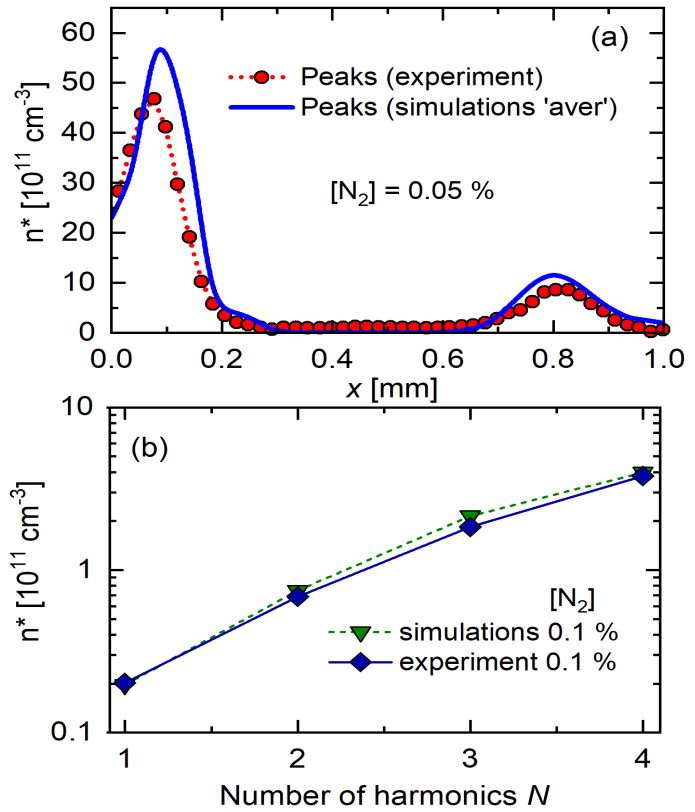 60
50
40
30
20
10
0
n* [10^11 cm^-3]
(a)
Peaks (experiment)
Peaks (simulations 'aver')
[N₂] = 0.05 %
0.0 0.2 0.4 0.6 0.8 1.0
x [mm]
10
1
0.1
n* [10^11 cm^-3]
(b)
[N₂]
simulations 0.1 %
experiment 0.1 %
1 2 3 4
Number of harmonics N